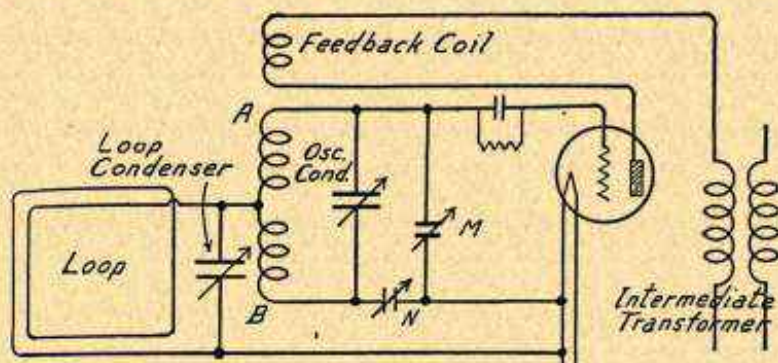 Feedback Coil
A
Loop
Condenser
Osc.
Cond.
M
Loop
B
N
Intermediate
Transformer